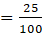 = 25/100